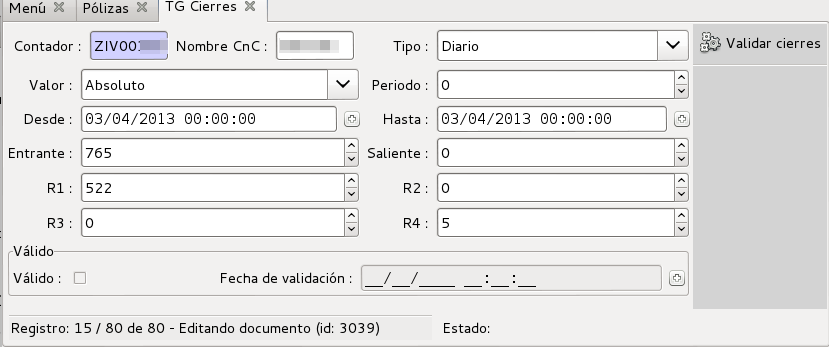 Menú Pólizas TG Cierres
Contador : ZIV00 Nombre CnC : Tipo : Diario Validar cierres
Valor : Absoluto Periodo : 0
Desde : 03/04/2013 00:00:00 Hasta : 03/04/2013 00:00:00
Entrante : 765 Saliente : 0
R1 : 522 R2 : 0
R3 : 0 R4 : 5
Válido
Válido : Fecha de validación : __/__/____ __:__:__
Registro: 15 / 80 de 80 - Editando documento (id: 3039) Estado: